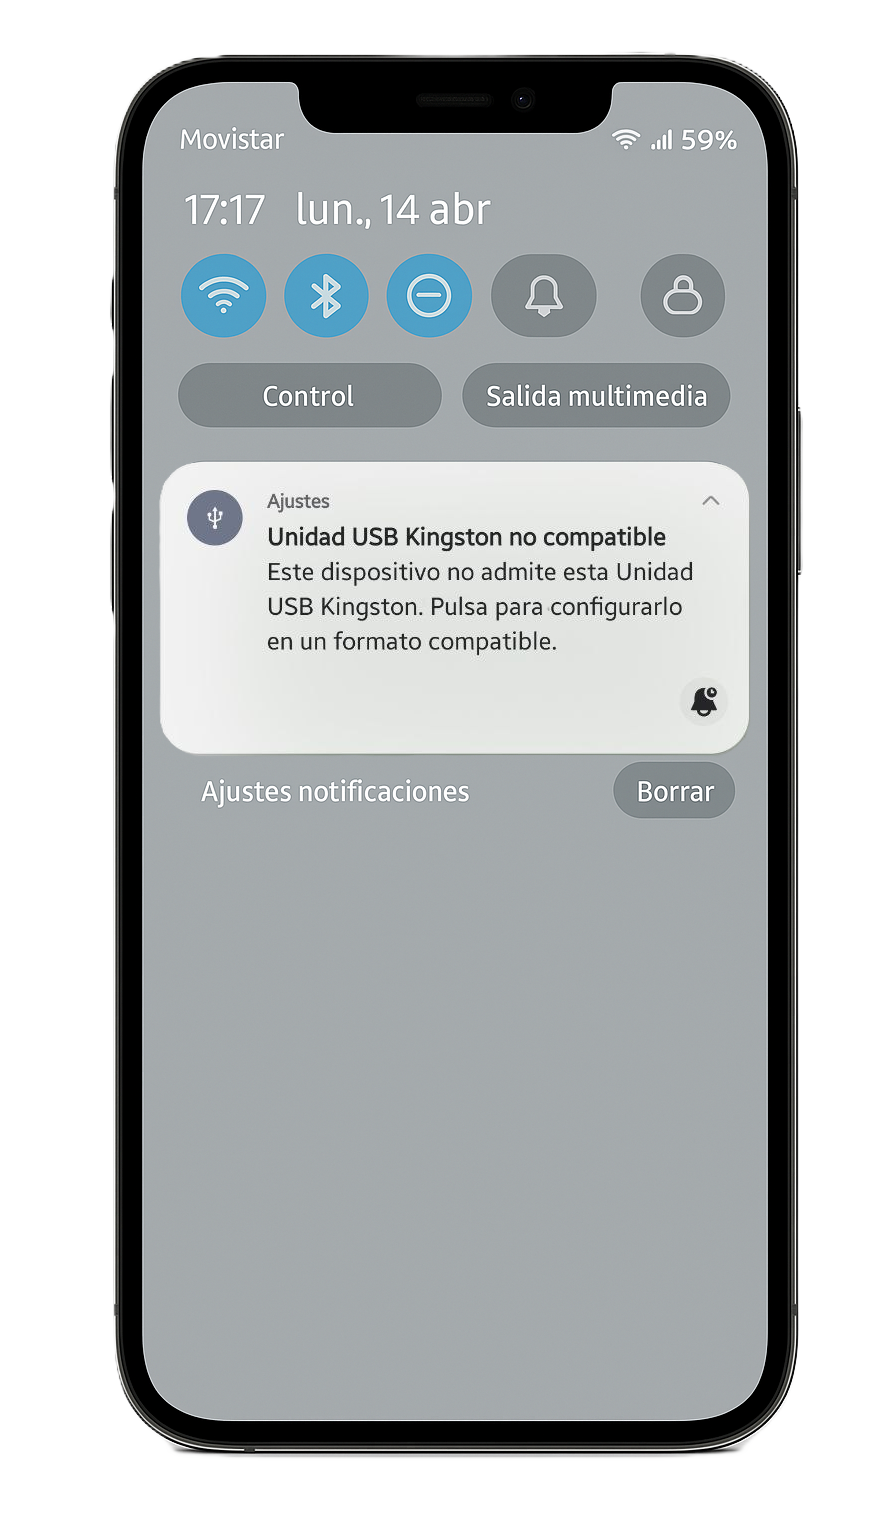 Movistar 59%
17:17 lun., 14 abr
Control Salida multimedia
Ajustes
Unidad USB Kingston no compatible
Este dispositivo no admite esta Unidad
USB Kingston. Pulsa para configurarlo
en un formato compatible.
Ajustes notificaciones Borrar